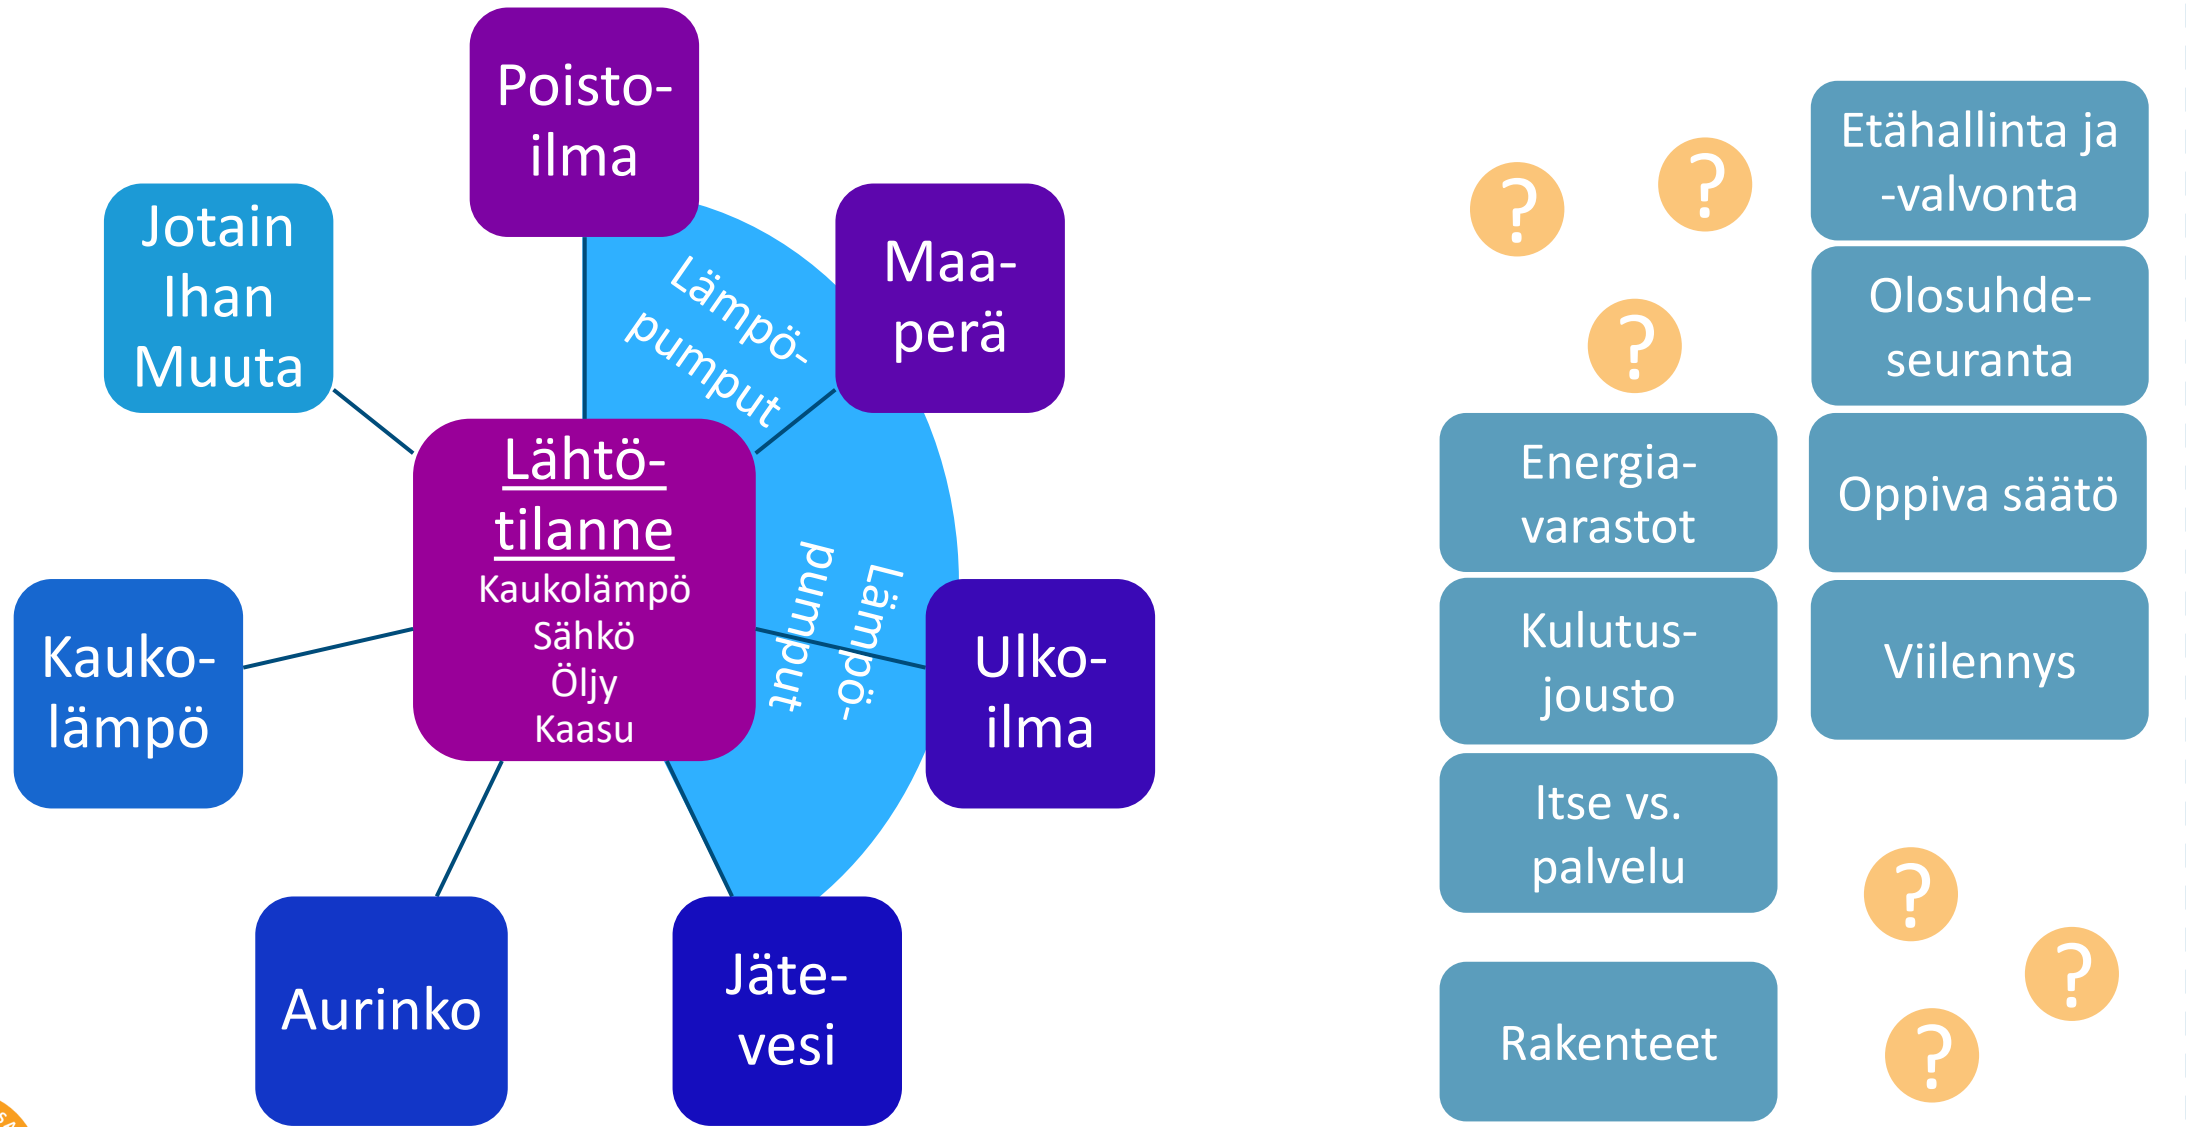 Poisto-
ilma
Maa-
perä
Ulko-
ilma
Jäte-
vesi
Aurinko
Kauko-
lämpö
Jotain
Ihan
Muuta
Lähtö-
tilanne
Kaukolämpö
Sähkö
Öljy
Kaasu
Lämpö-
pumput
Lämpö-
pumput
?
?
?
Energia-
varastot
Kulutus-
jousto
Itse vs.
palvelu
Rakenteet
Etähallinta ja
-valvonta
Olosuhde-
seuranta
Oppiva säätö
Viilennys
?
?
?